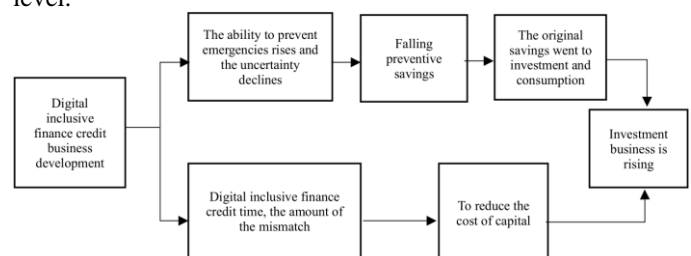 level.
The ability to prevent
emergencies rises and
the uncertainty
declines
Falling
preventive
savings
The original
savings went to
investment and
consumption
Digital
inclusive
finance credit
business
development
Investment
business is
rising
Digital inclusive finance
credit time, the amount of
the mismatch
To reduce the
cost of capital